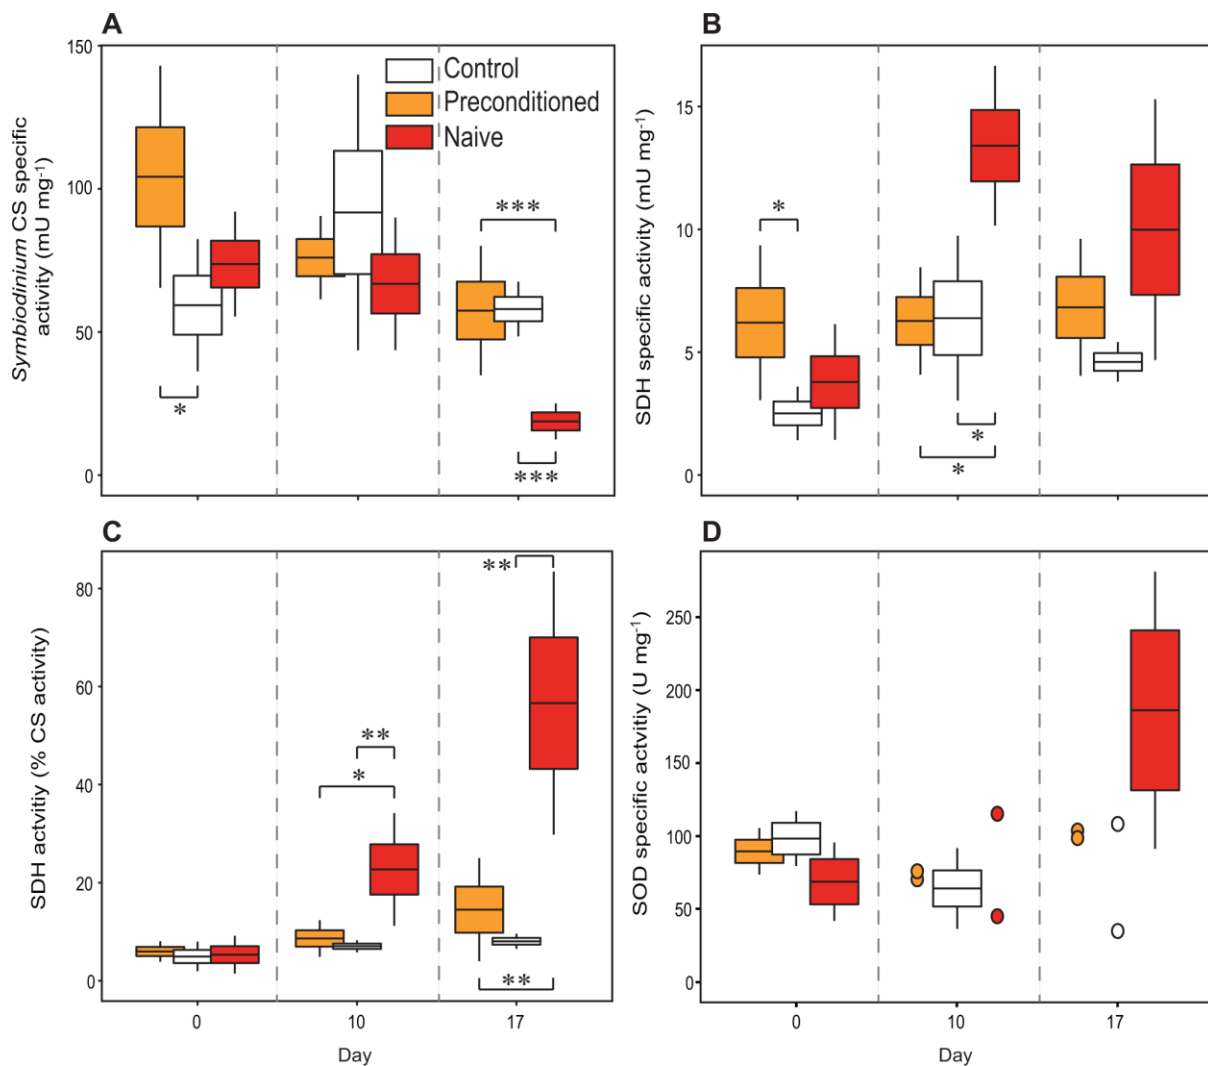 A
150
100
50
0
Symbiodinium CS specific
activity (mU mg-1)
Control
Preconditioned
Naive
*
***
***
B
15
10
5
0
SDH specific activity (mU mg-1)
*
*
*
C
80
60
40
20
0
SDH actvitiy (% CS activity)
*
**
**
**
0
10
17
Day
D
250
200
150
100
50
0
SOD specific actvitiy (U mg-1)
0
10
17
Day